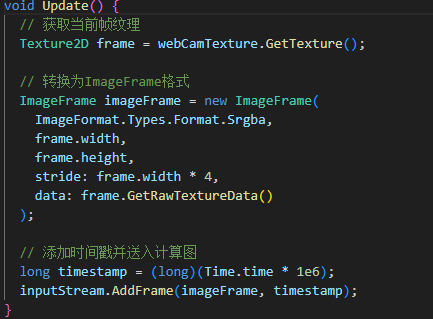 void Update() {
// 获取当前帧纹理
Texture2D frame = webCamTexture.GetTexture();
// 转换为ImageFrame格式
ImageFrame imageFrame = new ImageFrame(
ImageFormat.Types.Format.Srgba,
frame.width,
frame.height,
stride: frame.width * 4,
data: frame.GetRawTextureData()
);
// 添加时间戳并送入计算图
long timestamp = (long)(Time.time * 1e6);
inputStream.AddFrame(imageFrame, timestamp);
}